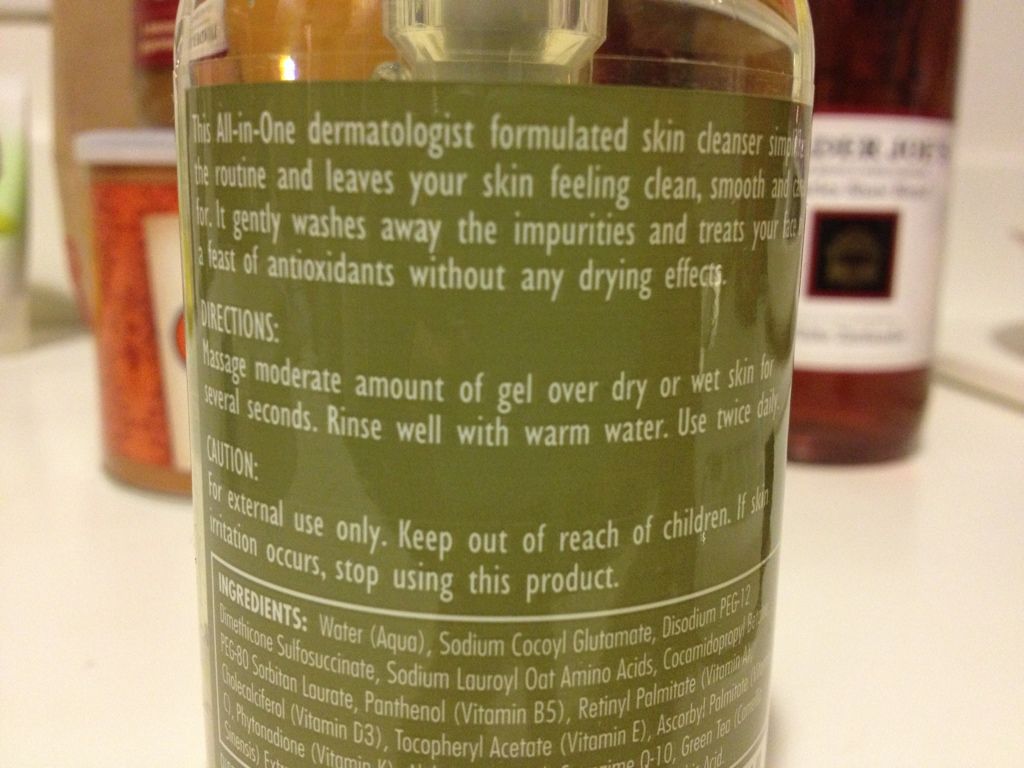 This All-in-One dermatologist formulated skin cleanser
the routine and leaves your skin feeling clean, smooth and
for. It gently washes away the impurities and treats your face
a feast of antioxidants without any drying effects.
DIRECTIONS:
Massage moderate amount of gel over dry or wet skin for
several seconds. Rinse well with warm water. Use twice daily.
CAUTION:
For external use only. Keep out of reach of children. If skin
irritation occurs, stop using this product.
INGREDIENTS: Water (Aqua), Sodium Cocoyl Glutamate, Disodium PEG-12
Dimethicone Sulfosuccinate, Sodium Lauroyl Oat Amino Acids, Cocamidopropyl
PEG-80 Sorbitan Laurate, Panthenol (Vitamin B5), Retinyl Palmitate (Vitamin A),
Cholecalciferol (Vitamin D3), Tocopheryl Acetate (Vitamin E), Ascorbyl Palmitate
C), Phytonadione (Vitamin K), Q-10, Green Tea
Sinensis)